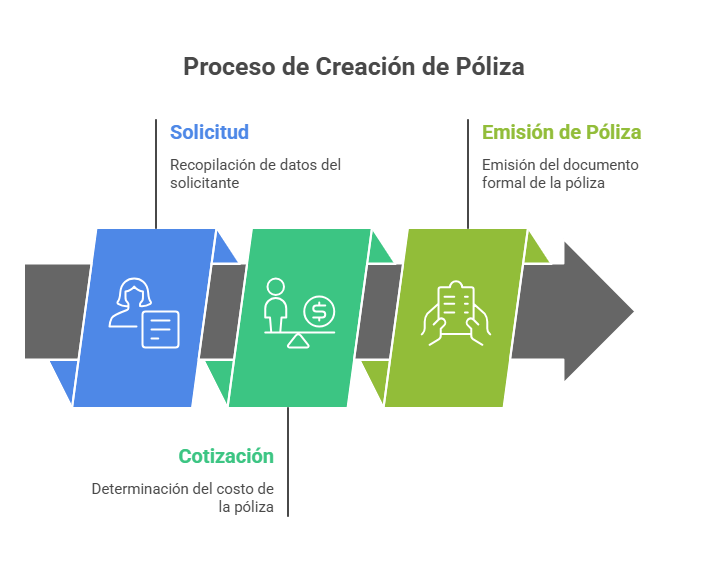 Proceso de Creación de Póliza
Solicitud
Recopilación de datos del
solicitante
Emisión de Póliza
Emisión del documento
formal de la póliza
$
Cotización
Determinación del costo de
la póliza